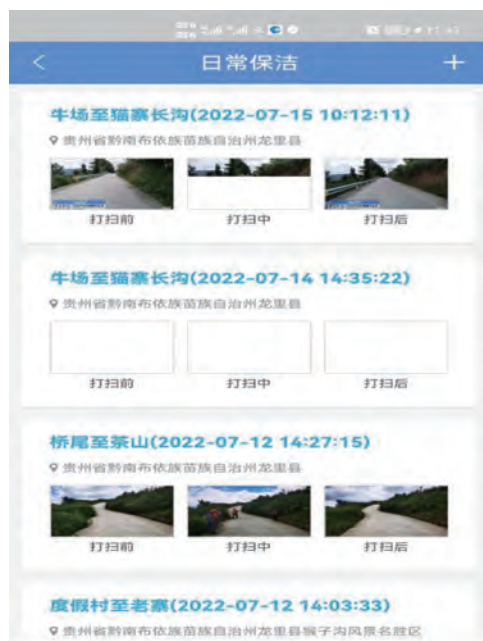 日常保洁
牛场至猫寨长沟(2022-07-15 10:12:11)
贵州省黔南布依族苗族自治州龙里县
打扫前 打扫中 打扫后
牛场至猫寨长沟(2022-07-14 14:35:22)
贵州省黔南布依族苗族自治州龙里县
打扫前 打扫中 打扫后
桥尾至茶山(2022-07-12 14:27:15)
贵州省黔南布依族苗族自治州龙里县
打扫前 打扫中 打扫后
度假村至老寨(2022-07-12 14:03:33)
贵州省黔南布依族苗族自治州龙里县猴子沟风景名胜区